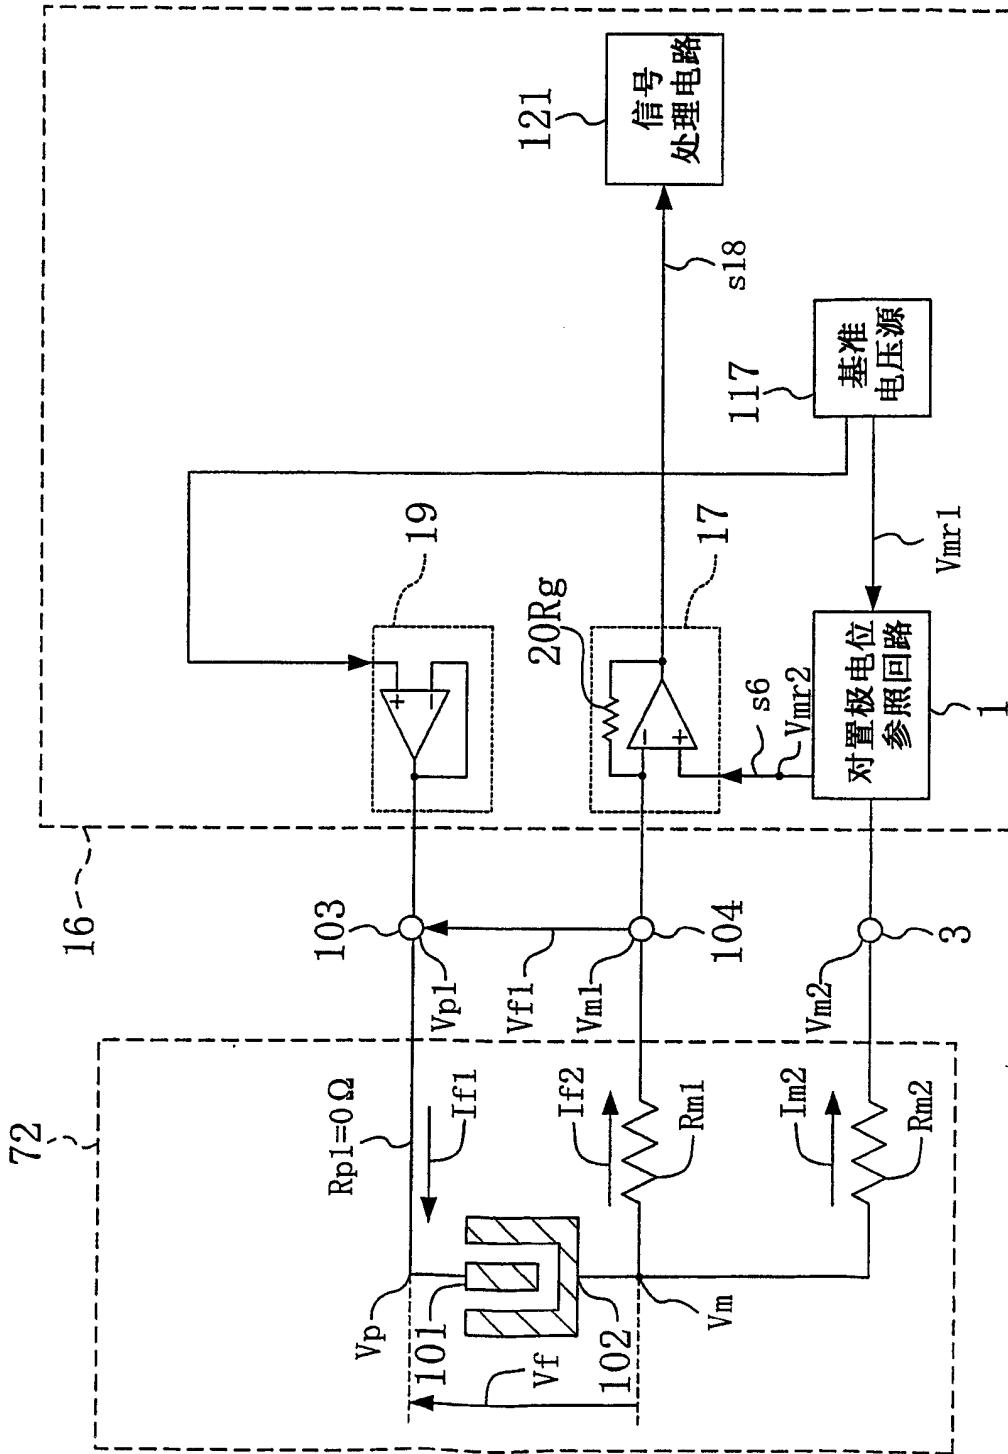 72
16
Rp1=0Ω
103
Vp
If1
Vp1
19
101
Vf
Vf1
102
If2
Vm1
20Rg
s18
121
信号
处理电路
Vm
Rm1
104
17
s6
Vmr2
117
基准
电压源
Im2
Vm2
Rm2
3
对置极电位
参照回路
1
Vmr1
+
−
−
+